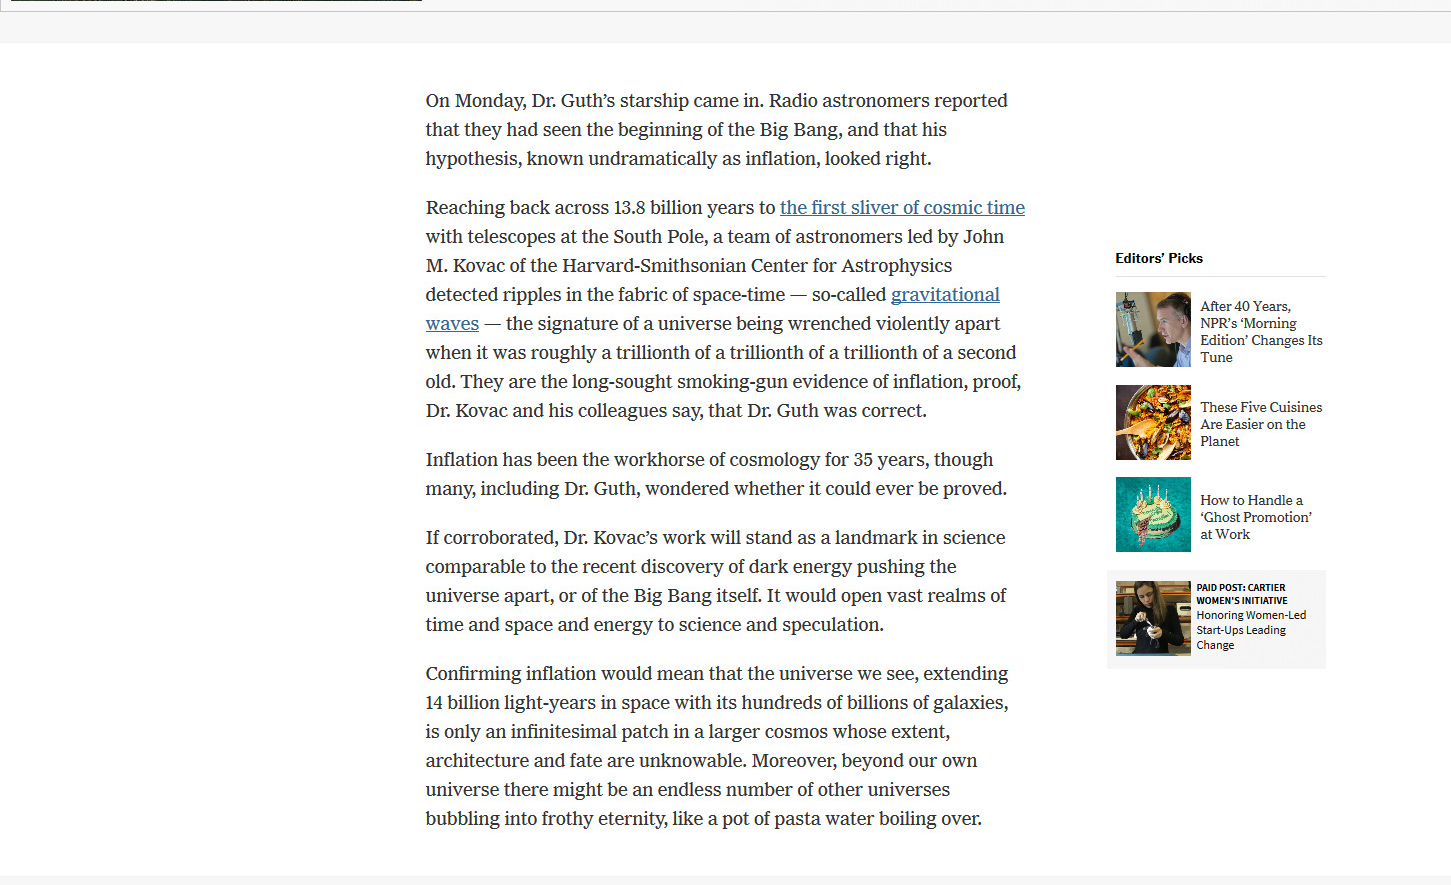 On Monday, Dr. Guth’s starship came in. Radio astronomers reported
that they had seen the beginning of the Big Bang, and that his
hypothesis, known undramatically as inflation, looked right.
Reaching back across 13.8 billion years to the first sliver of cosmic time
with telescopes at the South Pole, a team of astronomers led by John
M. Kovac of the Harvard-Smithsonian Center for Astrophysics
detected ripples in the fabric of space-time — so-called gravitational
waves — the signature of a universe being wrenched violently apart
when it was roughly a trillionth of a trillionth of a trillionth of a second
old. They are the long-sought smoking-gun evidence of inflation, proof,
Dr. Kovac and his colleagues say, that Dr. Guth was correct.
Inflation has been the workhorse of cosmology for 35 years, though
many, including Dr. Guth, wondered whether it could ever be proved.
If corroborated, Dr. Kovac’s work will stand as a landmark in science
comparable to the recent discovery of dark energy pushing the
universe apart, or of the Big Bang itself. It would open vast realms of
time and space and energy to science and speculation.
Confirming inflation would mean that the universe we see, extending
14 billion light-years in space with its hundreds of billions of galaxies,
is only an infinitesimal patch in a larger cosmos whose extent,
architecture and fate are unknowable. Moreover, beyond our own
universe there might be an endless number of other universes
bubbling into frothy eternity, like a pot of pasta water boiling over.
Editors’ Picks
After 40 Years,
NPR’s ‘Morning
Edition’ Changes Its
Tune
These Five Cuisines
Are Easier on the
Planet
How to Handle a
‘Ghost Promotion’
at Work
PAID POST: CARTIER
WOMEN'S INITIATIVE
Honoring Women-Led
Start-Ups Leading
Change